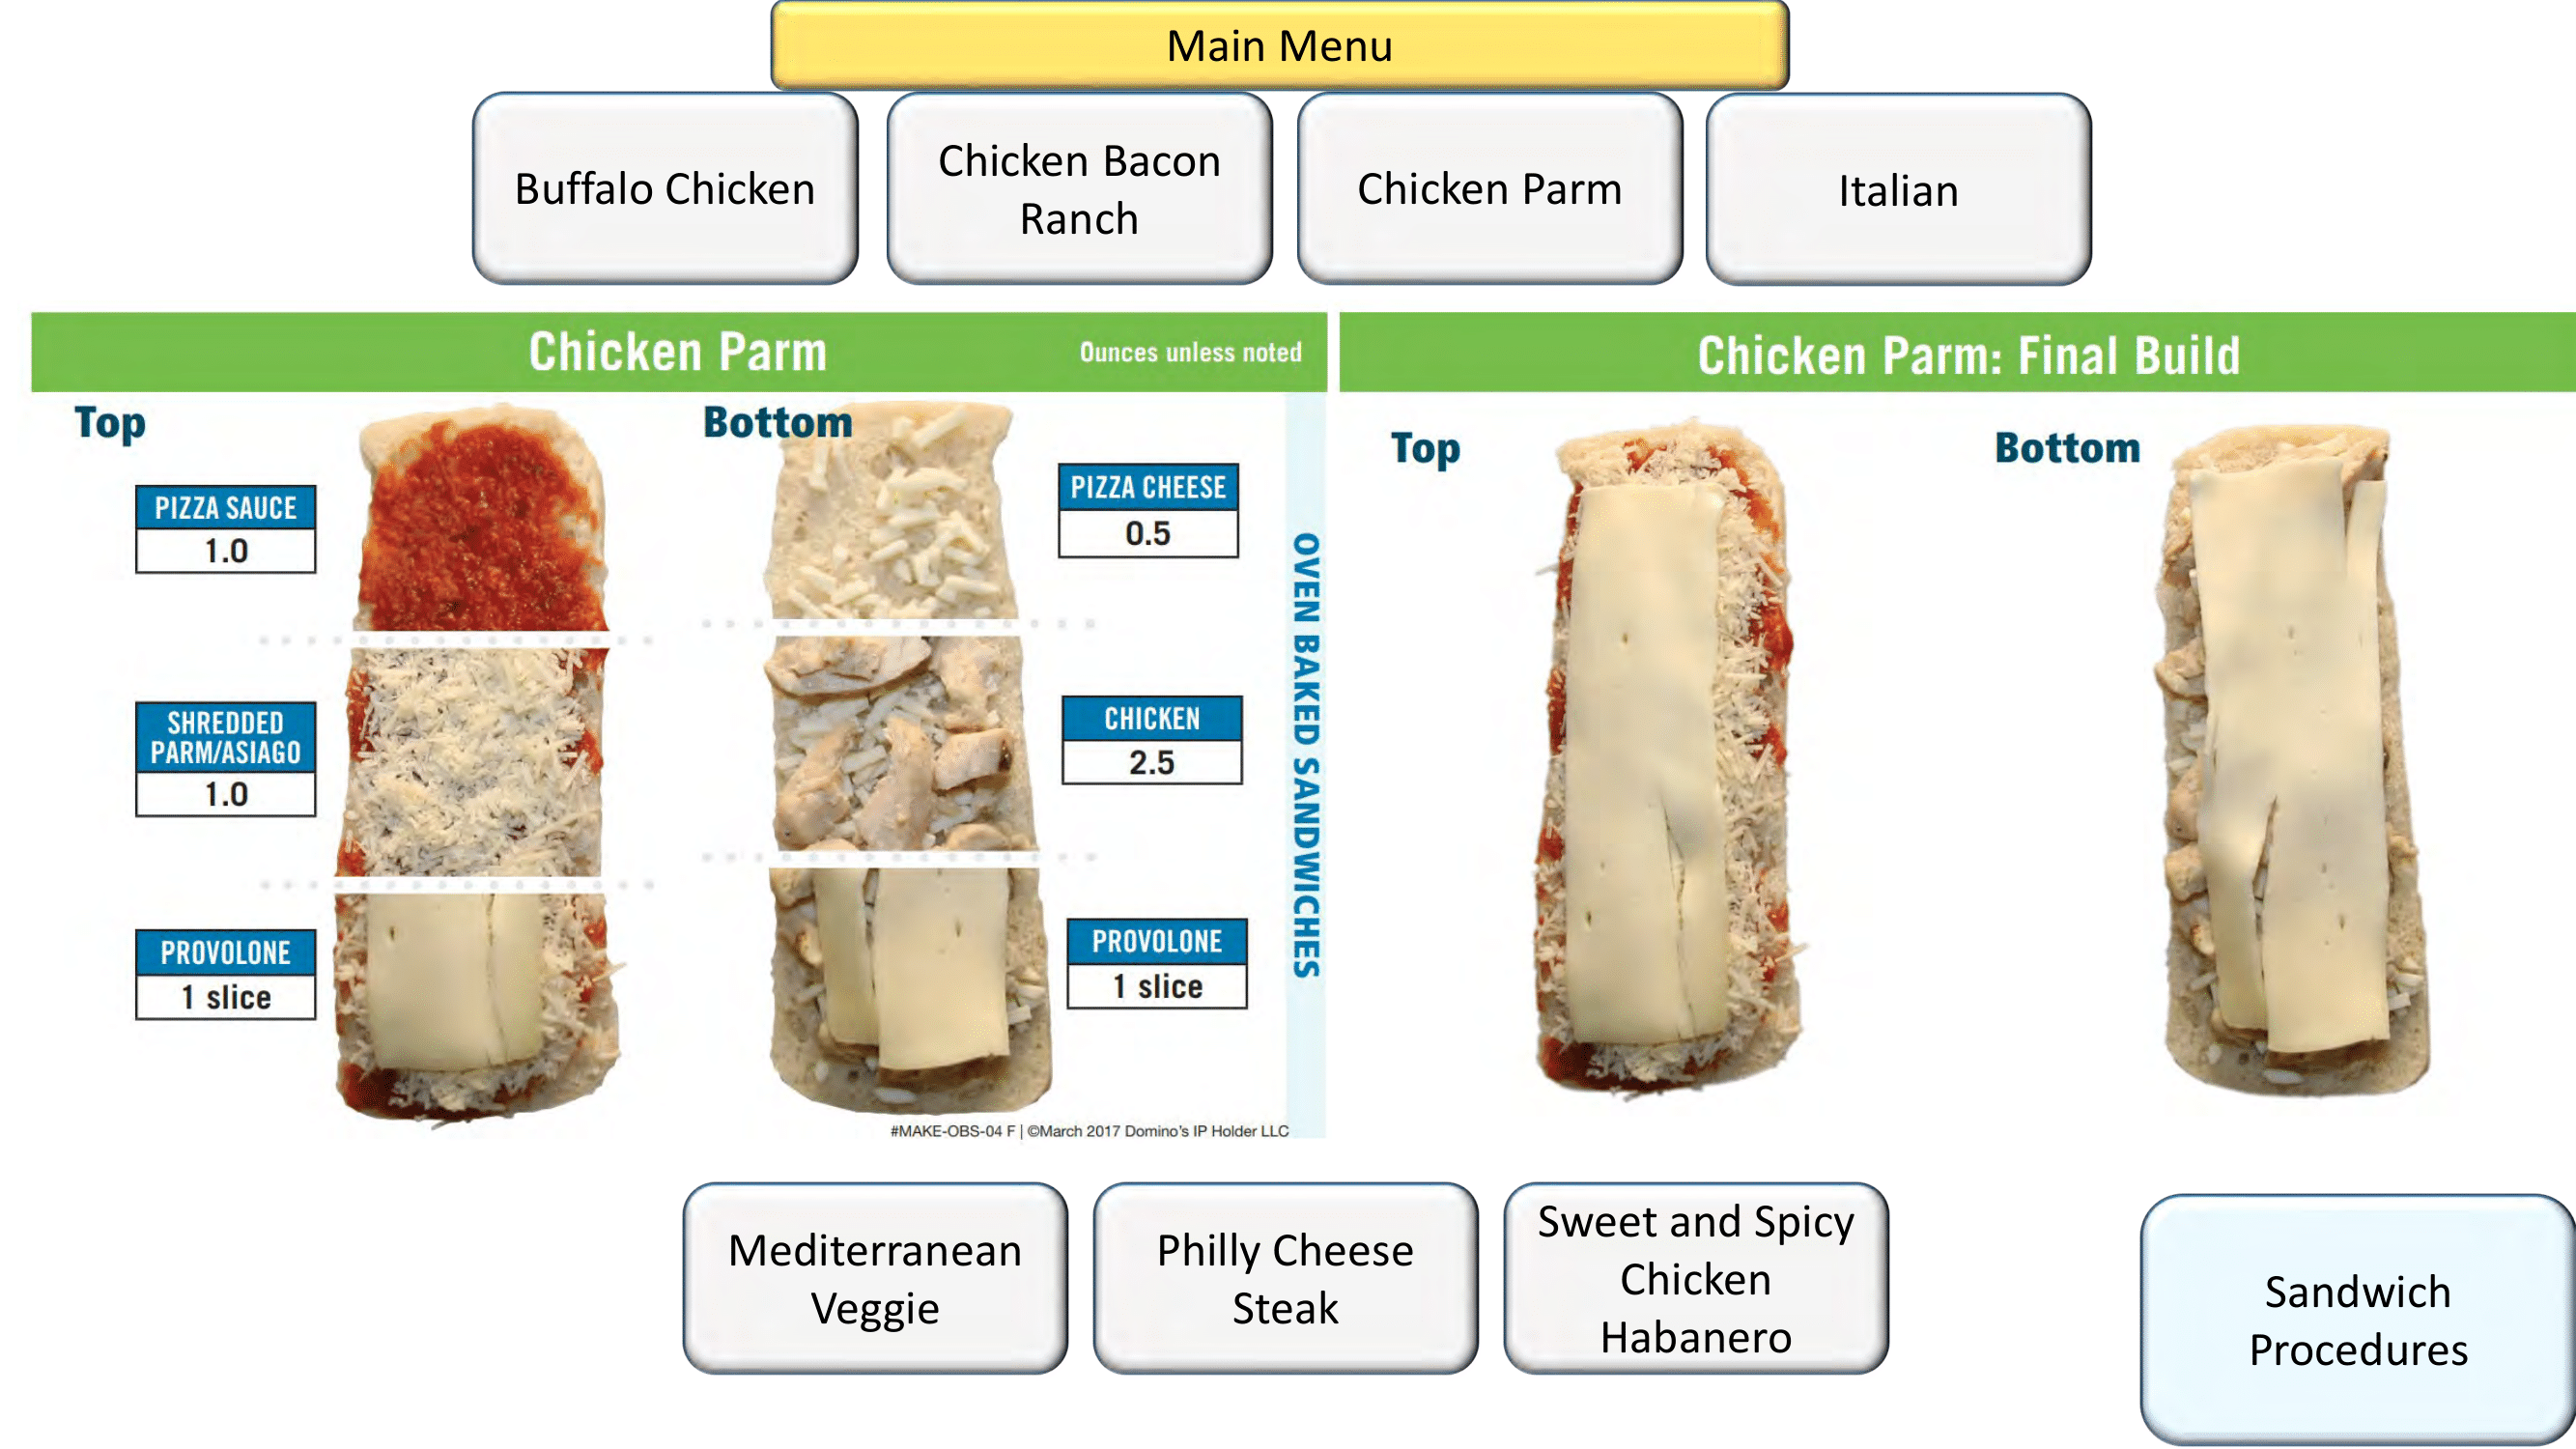 Main Menu
Buffalo Chicken
Chicken Bacon
Ranch
Chicken Parm
Italian
Chicken Parm
Ounces unless noted
Top
Bottom
PIZZA SAUCE
1.0
PIZZA CHEESE
0.5
SHREDDED
PARM/ASIAGO
1.0
CHICKEN
2.5
PROVOLONE
1 slice
PROVOLONE
1 slice
OVEN BAKED SANDWICHES
#MAKE-OBS-04 F | ©March 2017 Domino's IP Holder LLC
Chicken Parm: Final Build
Top
Bottom
Mediterranean
Veggie
Philly Cheese
Steak
Sweet and Spicy
Chicken
Habanero
Sandwich
Procedures